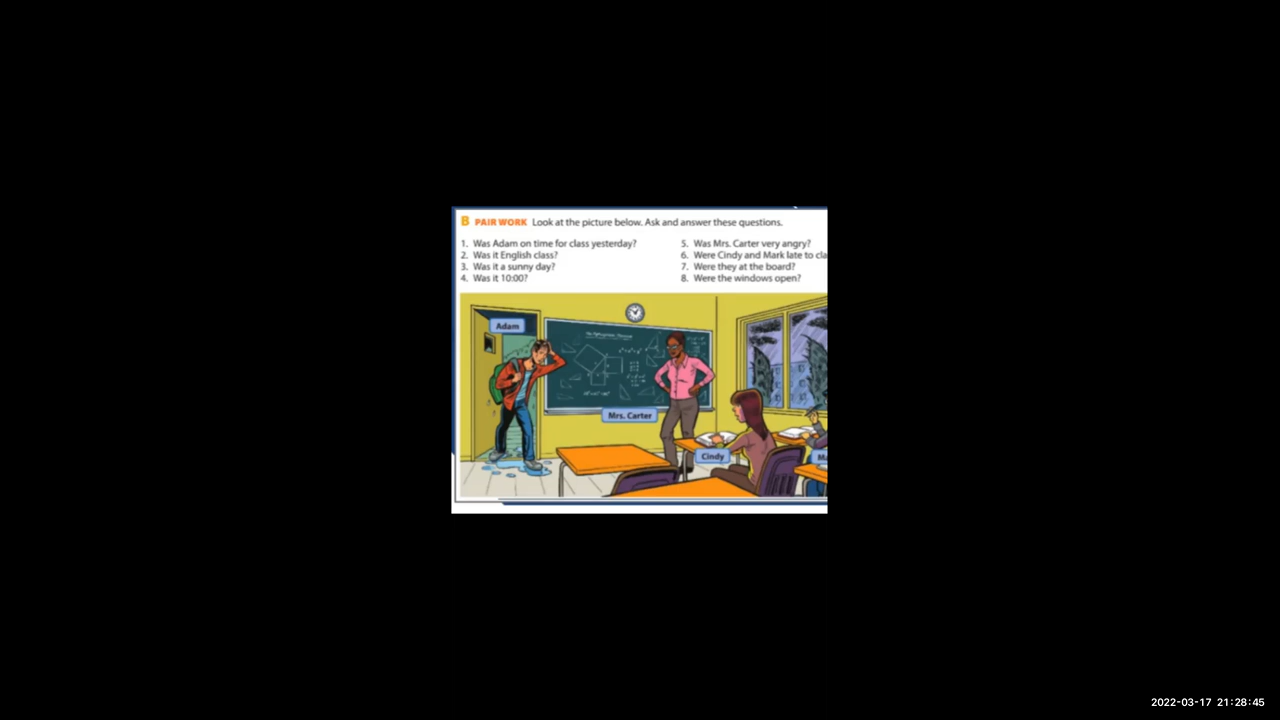 B PAIR WORK Look at the picture below. Ask and answer these questions.
1. Was Adam on time for class yesterday?
2. Was it English class?
3. Was it a sunny day?
4. Was it 10:00?
5. Was Mrs. Carter very angry?
6. Were Cindy and Mark late to cla
7. Were they at the board?
8. Were the windows open?
Adam
Mrs. Carter
Cindy
Ma
2022-03-17 21:28:45